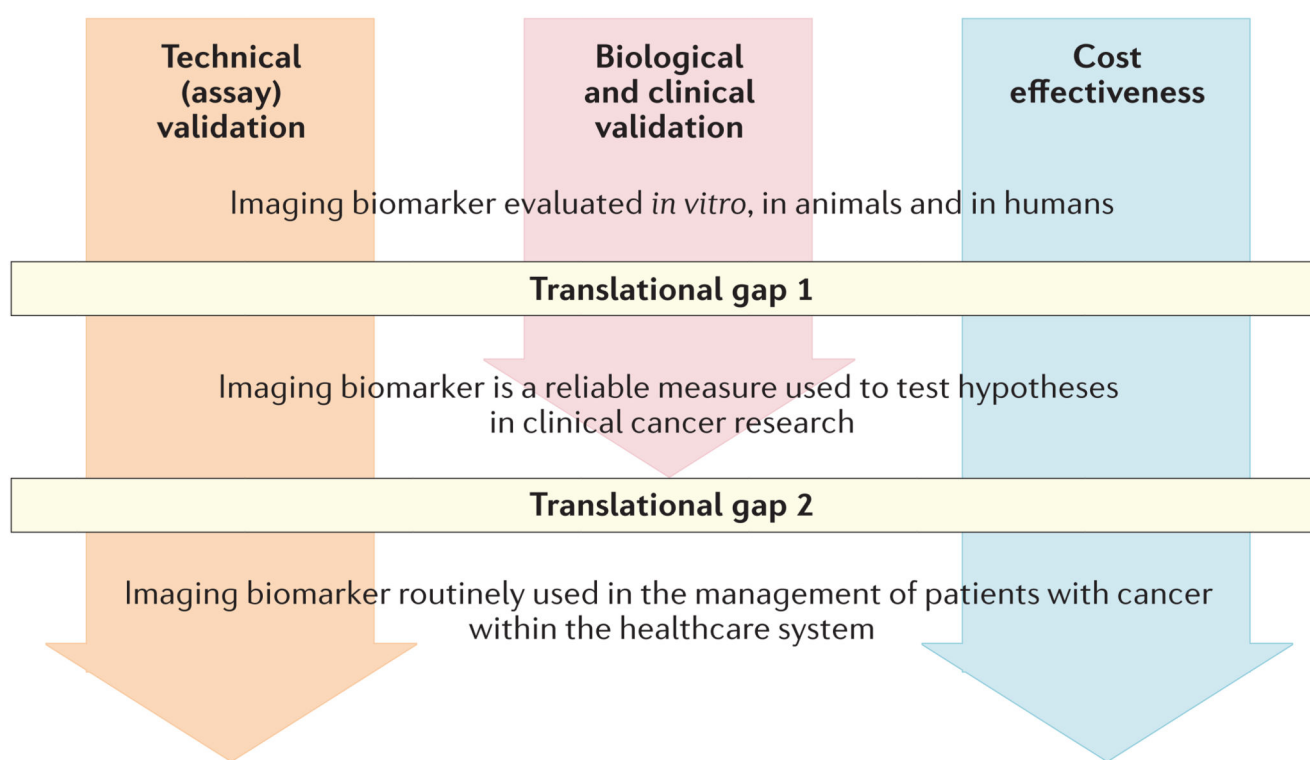 Technical
(assay)
validation
Biological
and clinical
validation
Cost
effectiveness
Imaging biomarker evaluated in vitro, in animals and in humans
Translational gap 1
Imaging biomarker is a reliable measure used to test hypotheses
in clinical cancer research
Translational gap 2
Imaging biomarker routinely used in the management of patients with cancer
within the healthcare system